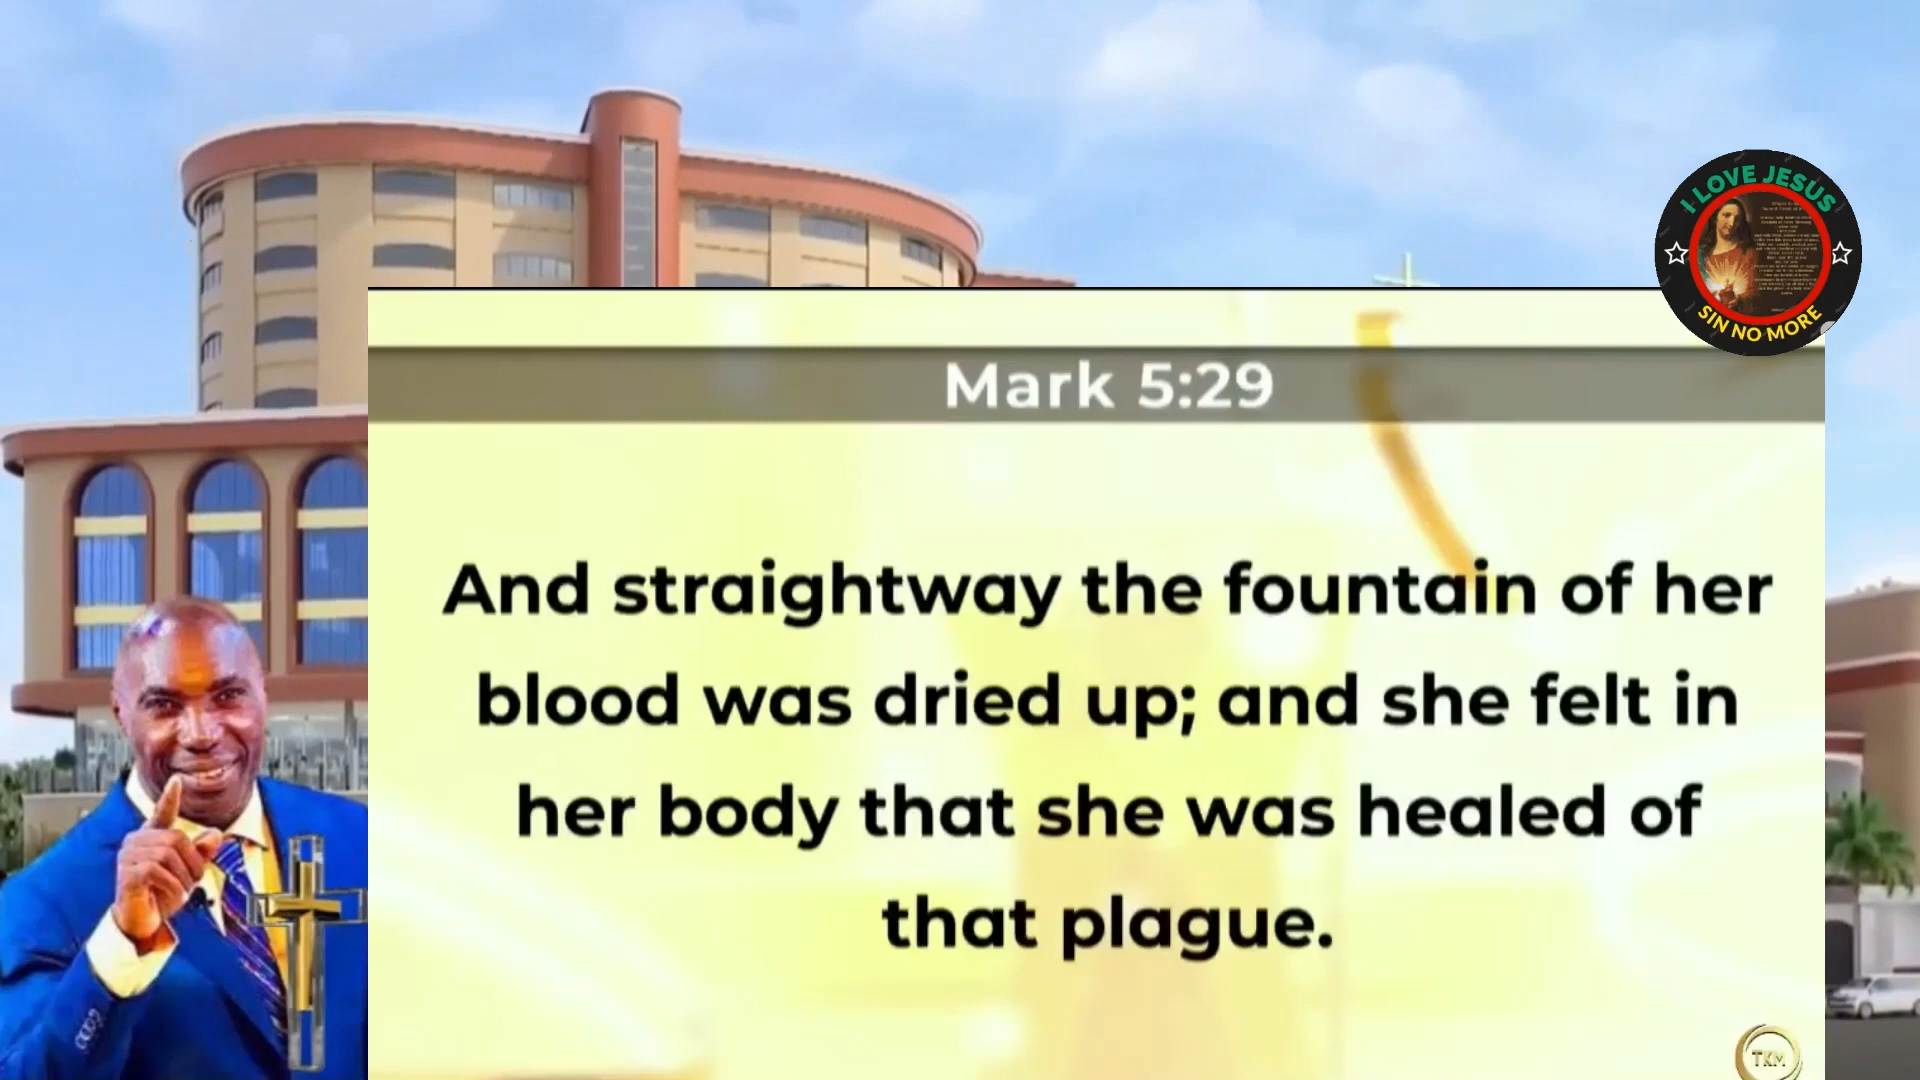 I LOVE JESUS
SIN NO MORE
Mark 5:29
And straightway the fountain of her
blood was dried up; and she felt in
her body that she was healed of
that plague.
TKM